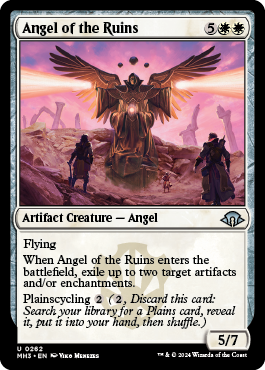 Angel of the Ruins 5
Artifact Creature — Angel
Flying
When Angel of the Ruins enters the
battlefield, exile up to two target artifacts
and/or enchantments.
Plainscycling 2 (2, Discard this card:
Search your library for a Plains card, reveal
it, put it into your hand, then shuffle.)
5/7
U 0262
MH3 • EN Viko Menezes
™ & © 2024 Wizards of the Coast